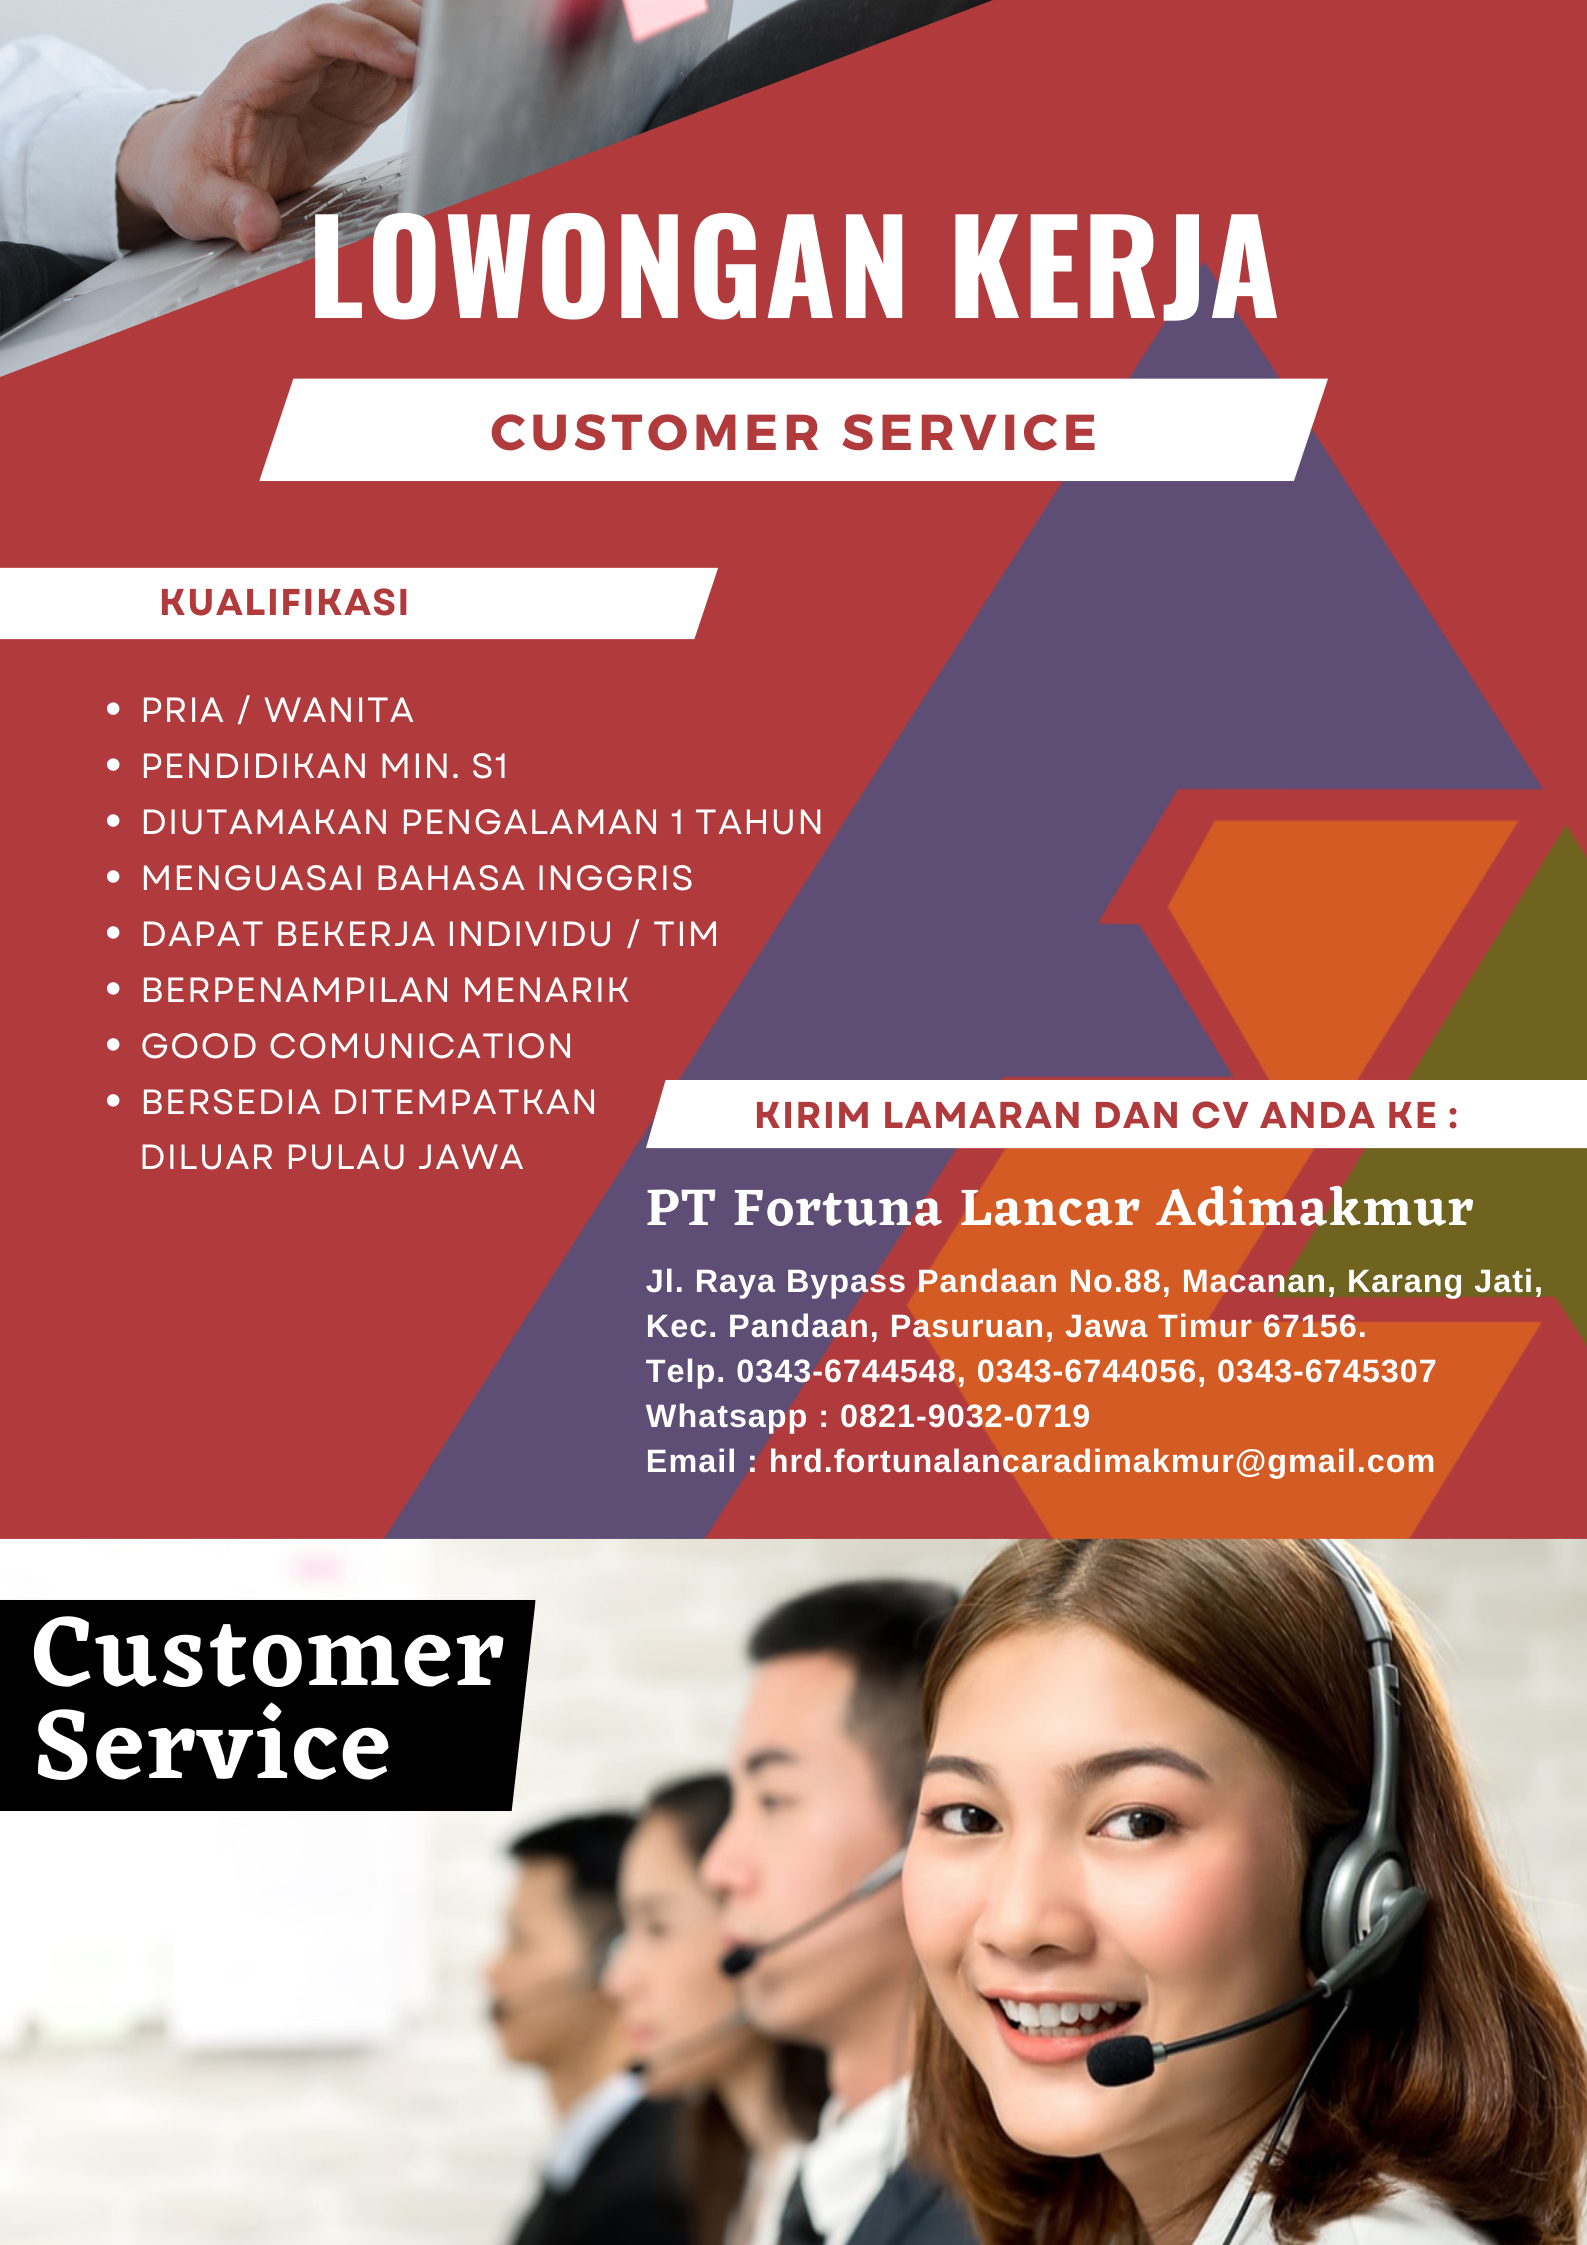 LOWONGAN KERJA
CUSTOMER SERVICE
KUALIFIKASI
• PRIA / WANITA
• PENDIDIKAN MIN. S1
• DIUTAMAKAN PENGALAMAN 1 TAHUN
• MENGUASAI BAHASA INGGRIS
• DAPAT BEKERJA INDIVIDU / TIM
• BERPENAMPILAN MENARIK
• GOOD COMUNICATION
• BERSEDIA DITEMPATKAN
DILUAR PULAU JAWA
KIRIM LAMARAN DAN CV ANDA KE :
PT Fortuna Lancar Adimakmur
Jl. Raya Bypass Pandaan No.88, Macanan, Karang Jati,
Kec. Pandaan, Pasuruan, Jawa Timur 67156.
Telp. 0343-6744548, 0343-6744056, 0343-6745307
Whatsapp : 0821-9032-0719
Email : hrd.fortunalancaradimakmur@gmail.com
Customer
Service